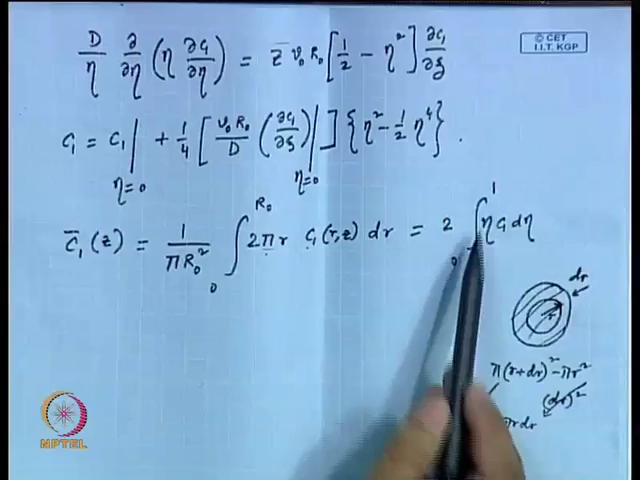 © CET
I.I.T. KGP
D/η ∂/∂η (η ∂c₁/∂η) = 2 v₀ R₀ [1/2 − η²] ∂c₁/∂ξ
c₁ = c₁|η=0 + 1/4 [v₀R₀/D (∂c₁/∂ξ)|η=0] {η² − 1/2 η⁴}.
c̄₁(z) = 1/πR₀² ∫₀^R₀ 2πr c₁(r,z) dr = 2 ∫₀^1 η c₁ dη
dr
r
π(r+dr)² − πr²
(dr)²
πrdr
NPTEL